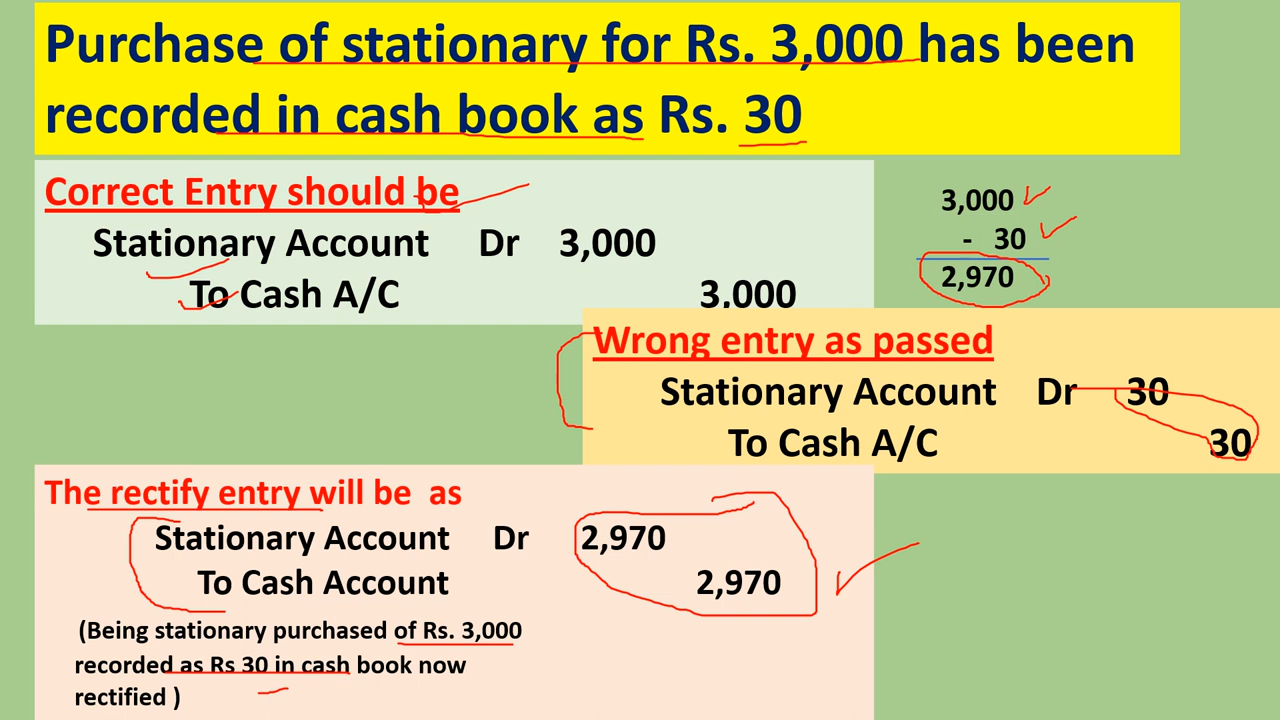 Purchase of stationary for Rs. 3,000 has been
recorded in cash book as Rs. 30
Correct Entry should be
Stationary Account Dr 3,000
To Cash A/C 3,000
3,000
- 30
2,970
Wrong entry as passed
Stationary Account Dr 30
To Cash A/C 30
The rectify entry will be as
Stationary Account Dr 2,970
To Cash Account 2,970
(Being stationary purchased of Rs. 3,000
recorded as Rs 30 in cash book now
rectified )